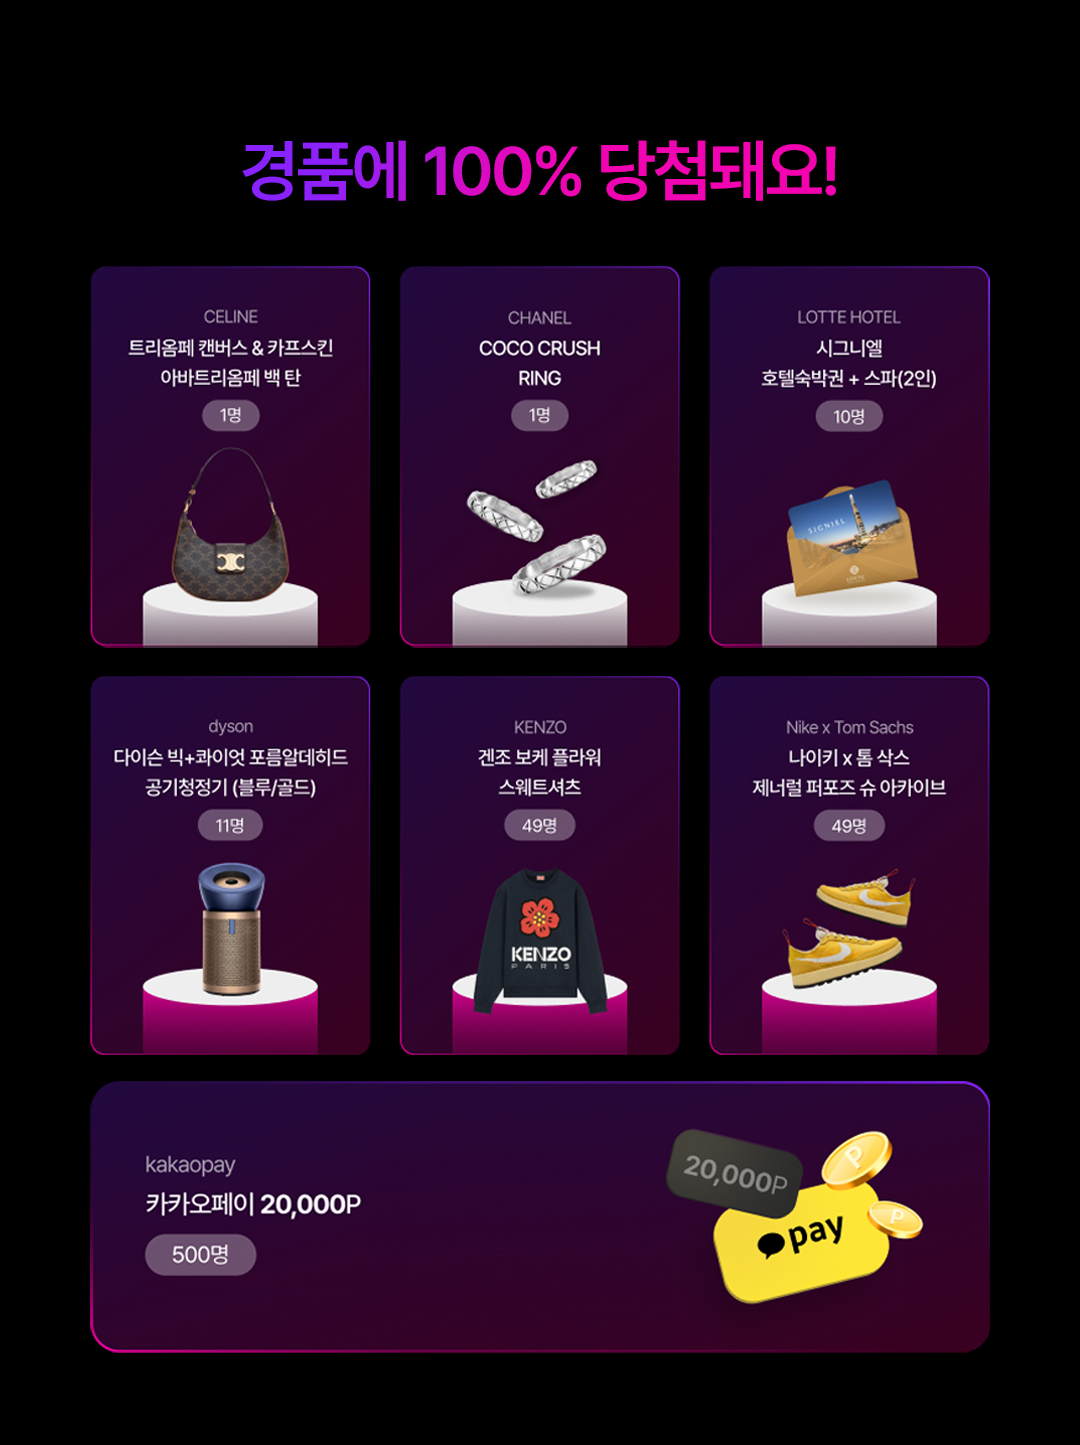 경품에 100% 당첨돼요!
CELINE
트리옴페 캔버스 & 카프스킨
아바트리옴페 백 탄
1명
CHANEL
COCO CRUSH
RING
1명
LOTTE HOTEL
시그니엘
호텔숙박권 + 스파(2인)
10명
SIGNIEL
LOTTE
dyson
다이슨 빅+콰이엇 포름알데히드
공기청정기 (블루/골드)
11명
KENZO
겐조 보케 플라워
스웨트셔츠
49명
KENZO
PARIS
Nike x Tom Sachs
나이키 x 톰 삭스
제너럴 퍼포즈 슈 아카이브
49명
kakaopay
카카오페이 20,000P
500명
20,000P
pay
P
P